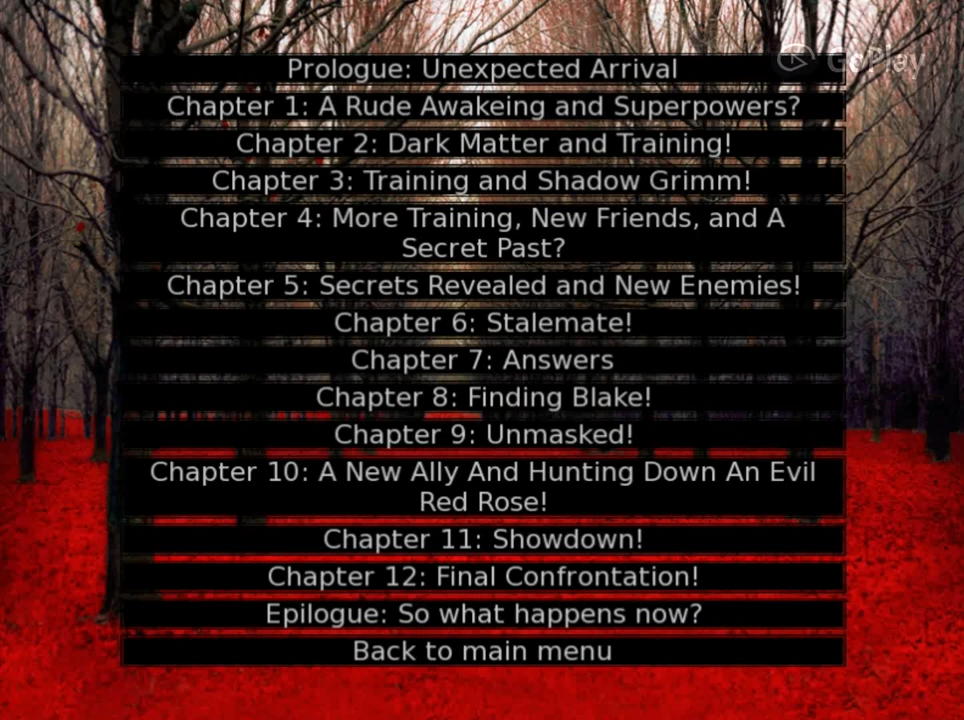 GoPlay
Prologue: Unexpected Arrival
Chapter 1: A Rude Awakeing and Superpowers?
Chapter 2: Dark Matter and Training!
Chapter 3: Training and Shadow Grimm!
Chapter 4: More Training, New Friends, and A
Secret Past?
Chapter 5: Secrets Revealed and New Enemies!
Chapter 6: Stalemate!
Chapter 7: Answers
Chapter 8: Finding Blake!
Chapter 9: Unmasked!
Chapter 10: A New Ally And Hunting Down An Evil
Red Rose!
Chapter 11: Showdown!
Chapter 12: Final Confrontation!
Epilogue: So what happens now?
Back to main menu